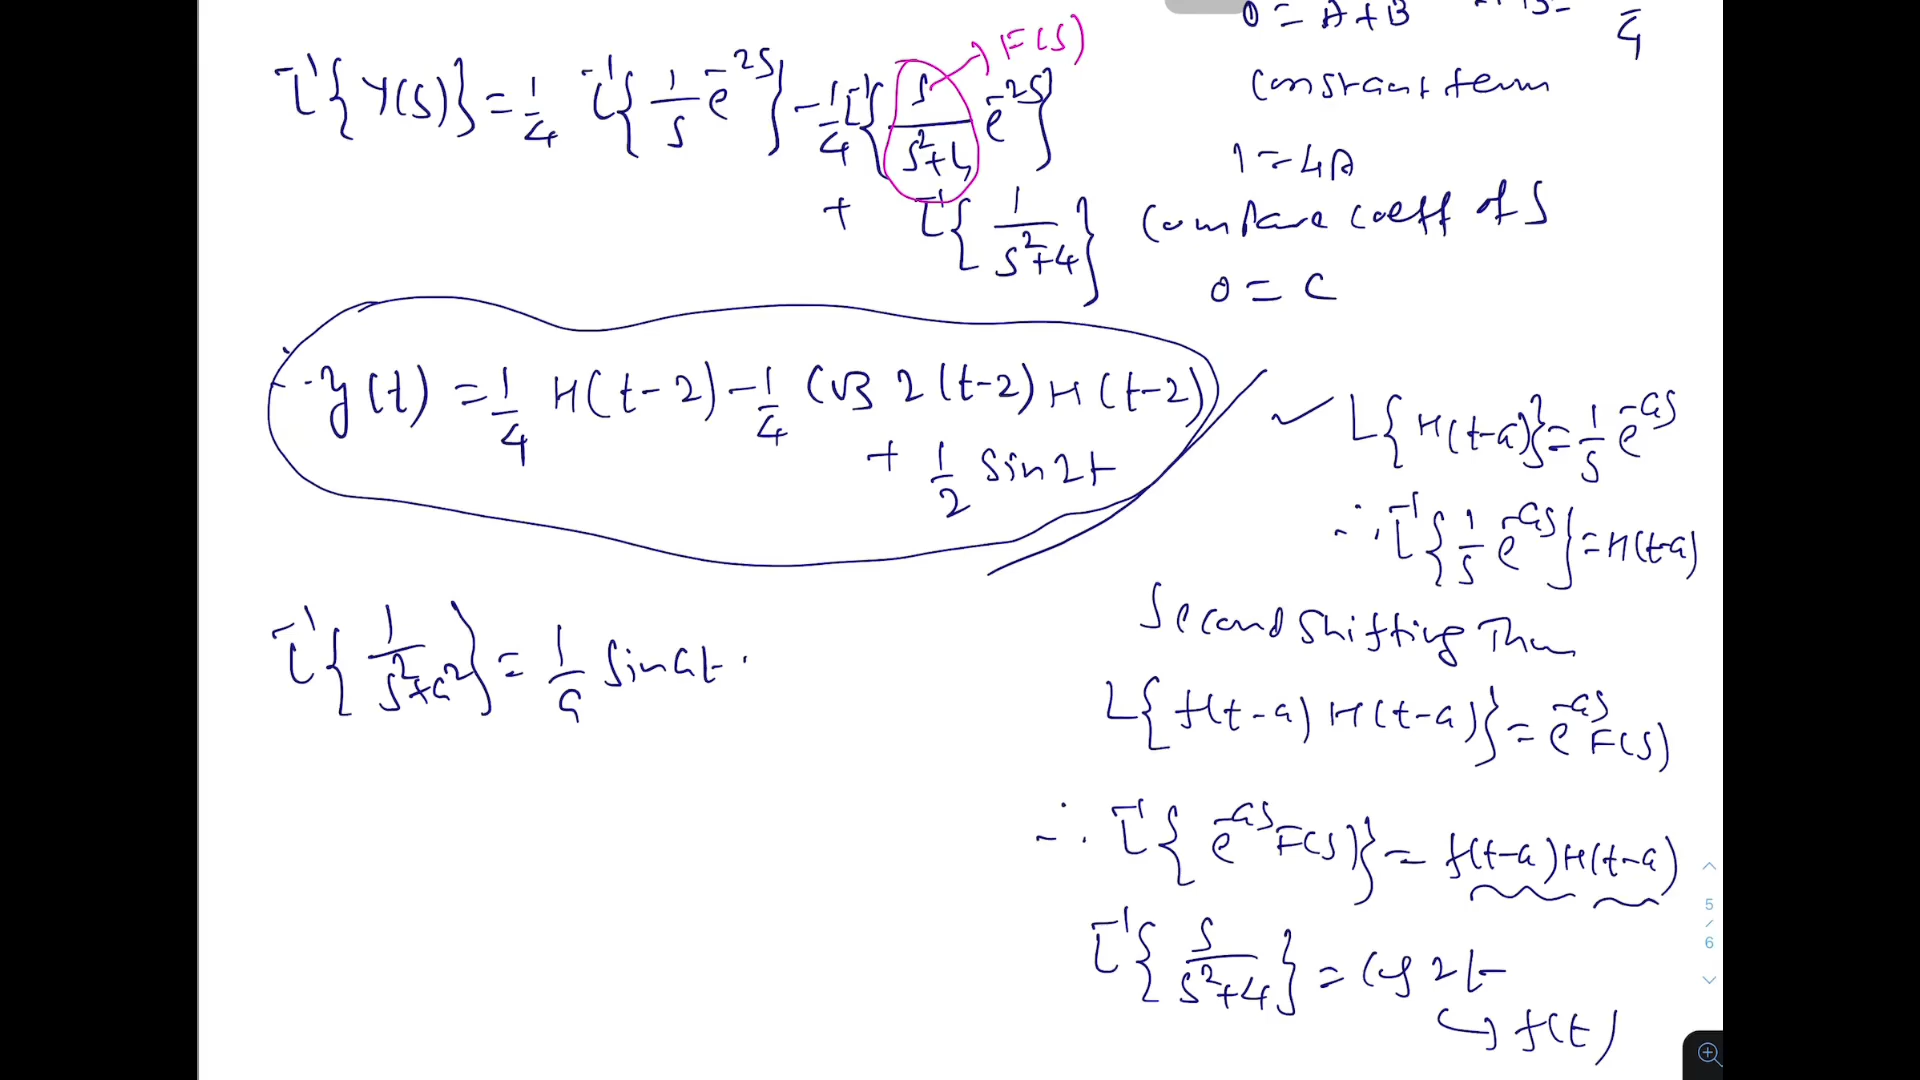 0 = A+B
L⁻¹{Y(s)} = 1/4 L⁻¹{1/s e^-2s} - 1/4 L⁻¹{s/(s²+4) e^-2s} → F(s)
+ L⁻¹{1/(s²+4)}
∴ y(t) = 1/4 H(t-2) - 1/4 cos 2(t-2) H(t-2)
+ 1/2 sin 2t
L⁻¹{1/(s²+a²)} = 1/a sin at.
constant term
1 = 4A
compare coeff of s
0 = C
✓ L{H(t-a)} = 1/s e^-as
∴ L⁻¹{1/s e^-as} = H(t-a)
Second Shifting Thm
L{f(t-a) H(t-a)} = e^-as F(s)
∴ L⁻¹{e^-as F(s)} = f(t-a) H(t-a)
L⁻¹{s/(s²+4)} = cos 2t
↪ f(t)
5
/
6